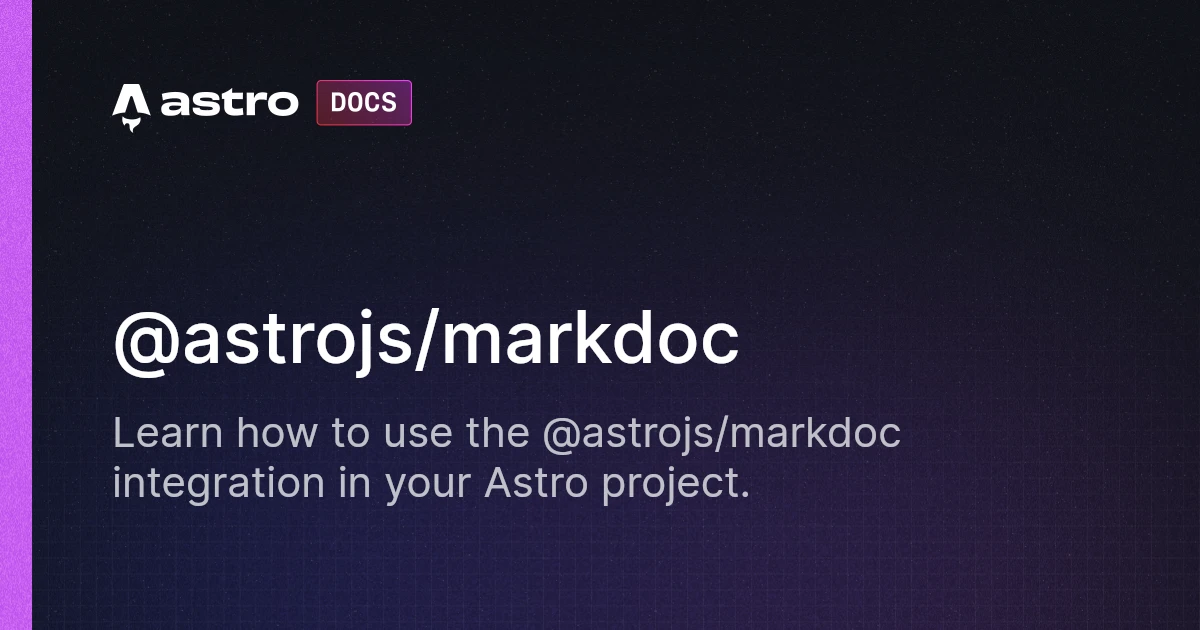 astro DOCS
@astrojs/markdoc
Learn how to use the @astrojs/markdoc
integration in your Astro project.